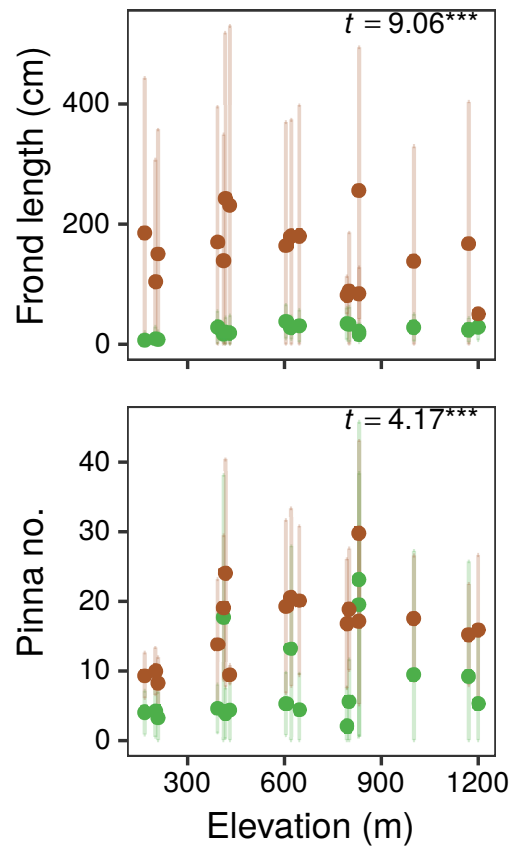 t = 9.06***
Frond length (cm)
400
200
0
t = 4.17***
Pinna no.
40
30
20
10
0
300 600 900 1200
Elevation (m)